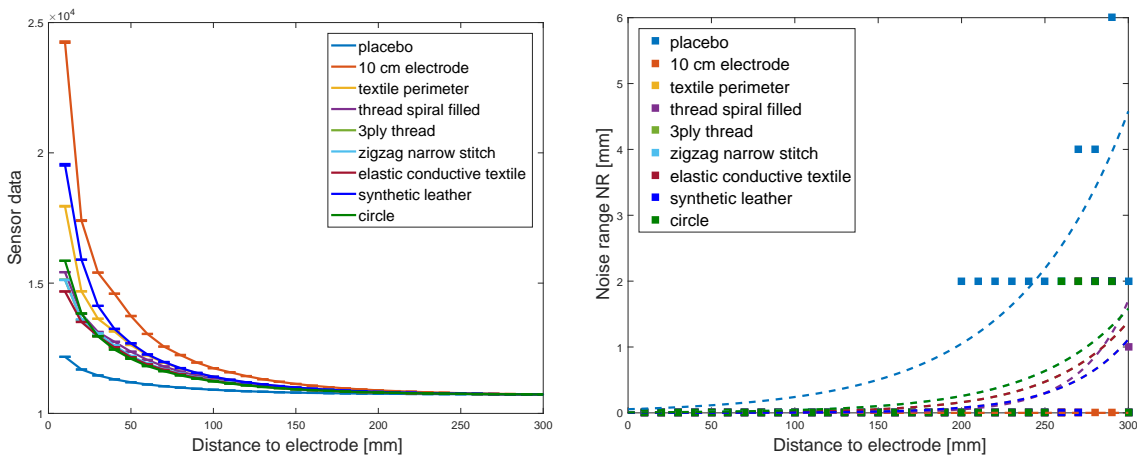 2.5
×10⁴
2
1.5
1
Sensor data
0
50
100
150
200
250
300
Distance to electrode [mm]
placebo
10 cm electrode
textile perimeter
thread spiral filled
3ply thread
zigzag narrow stitch
elastic conductive textile
synthetic leather
circle
6
5
4
3
2
1
0
Noise range NR [mm]
0
50
100
150
200
250
300
Distance to electrode [mm]
placebo
10 cm electrode
textile perimeter
thread spiral filled
3ply thread
zigzag narrow stitch
elastic conductive textile
synthetic leather
circle